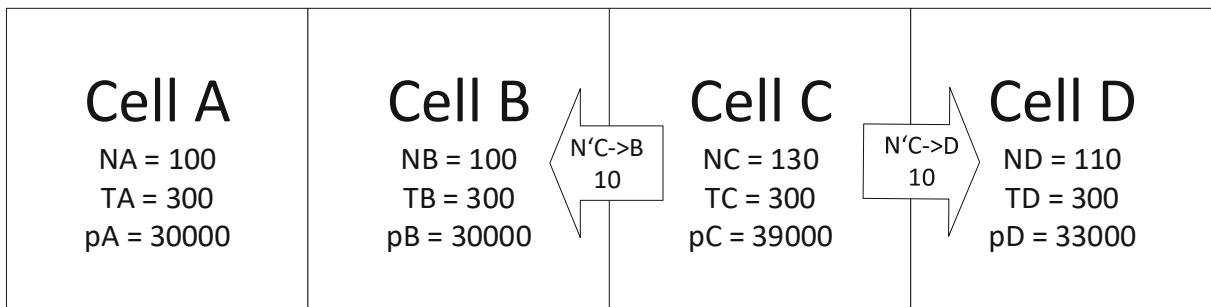 Cell A
NA = 100
TA = 300
pA = 30000
Cell B
NB = 100
TB = 300
pB = 30000
N‘C->B
10
Cell C
NC = 130
TC = 300
pC = 39000
N‘C->D
10
Cell D
ND = 110
TD = 300
pD = 33000